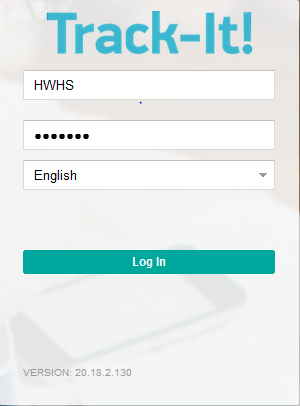 Track-It!
HWHS
•••••••
English
Log In
VERSION: 20.18.2.130